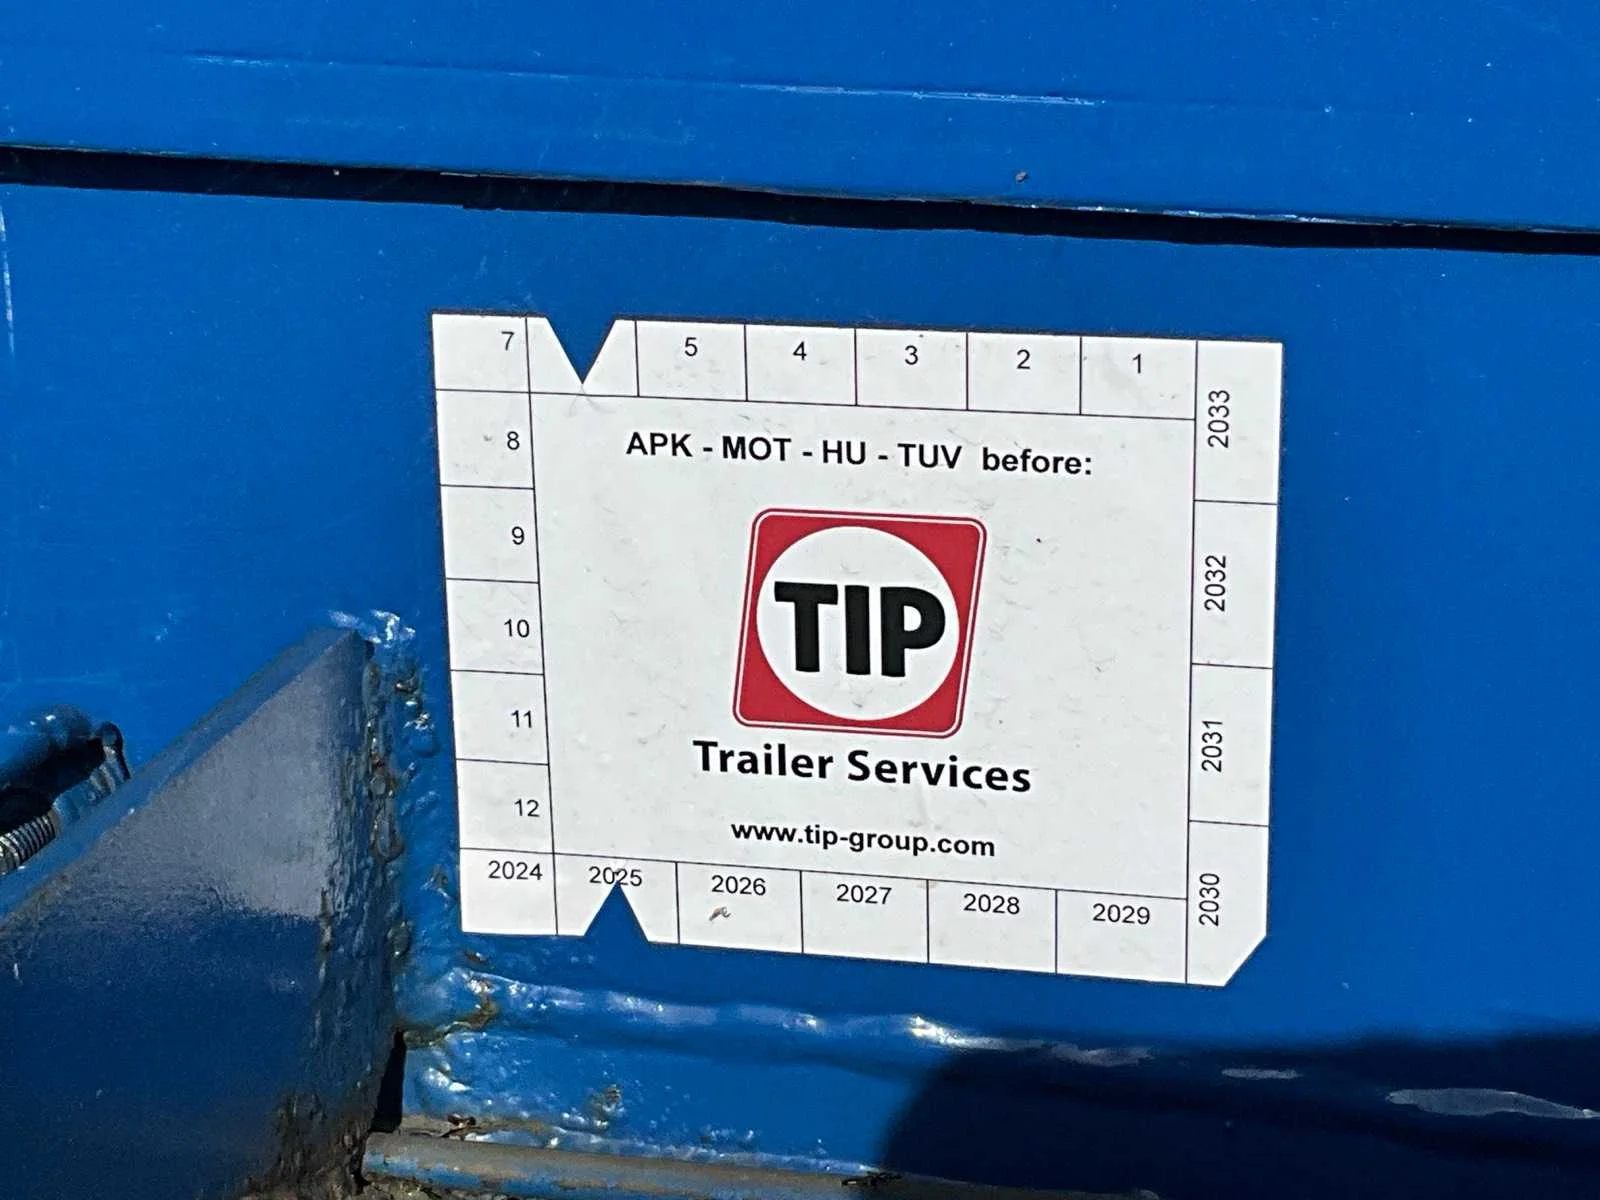 7 5 4 3 2 1
8
9
10
11
12
APK - MOT - HU - TUV before:
TIP
Trailer Services
www.tip-group.com
2033
2032
2031
2030
2024 2025 2026 2027 2028 2029